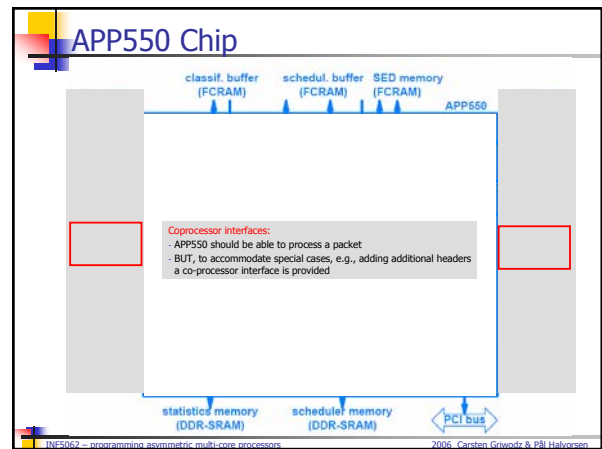 APP550 Chip
classif. buffer schedul. buffer SED memory
(FCRAM) (FCRAM) (FCRAM)
APP550
Coprocessor interfaces:
- APP550 should be able to process a packet
- BUT, to accommodate special cases, e.g., adding additional headers
a co-processor interface is provided
statistics memory scheduler memory
(DDR-SRAM) (DDR-SRAM)
PCI bus
INF5062 – programming asymmetric multi-core processors 2006 Carsten Griwodz & Pål Halvorsen